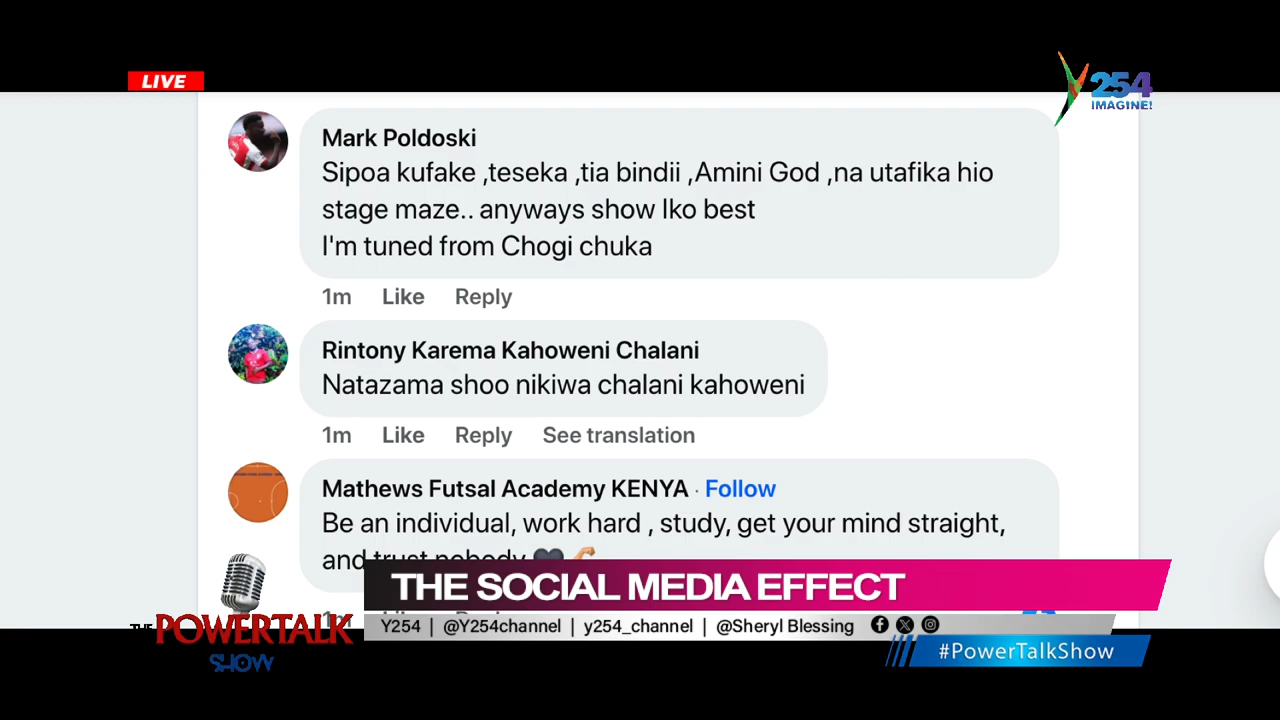 LIVE
254
IMAGINE!
Mark Poldoski
Sipoa kufake ,teseka ,tia bindii ,Amini God ,na utafika hio
stage maze.. anyways show Iko best
I'm tuned from Chogi chuka
1m Like Reply
Rintony Karema Kahoweni Chalani
Natazama shoo nikiwa chalani kahoweni
1m Like Reply See translation
Mathews Futsal Academy KENYA · Follow
Be an individual, work hard , study, get your mind straight,
and trust nobody 🖤💪
THE SOCIAL MEDIA EFFECT
THE POWERTALK
SHOW
Y254 | @Y254channel | y254_channel | @Sheryl Blessing
#PowerTalkShow